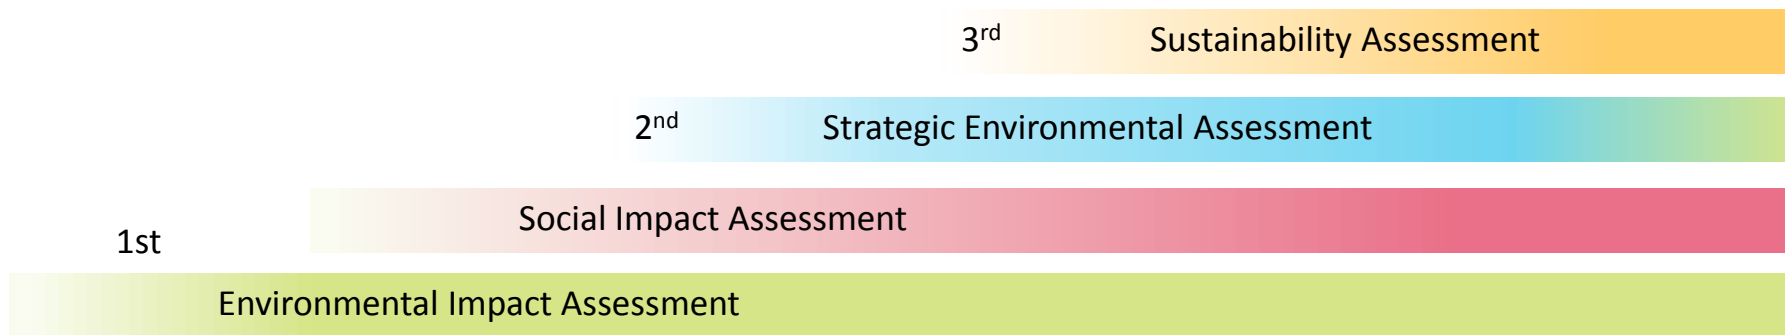 3rd Sustainability Assessment
2nd Strategic Environmental Assessment
Social Impact Assessment
1st
Environmental Impact Assessment